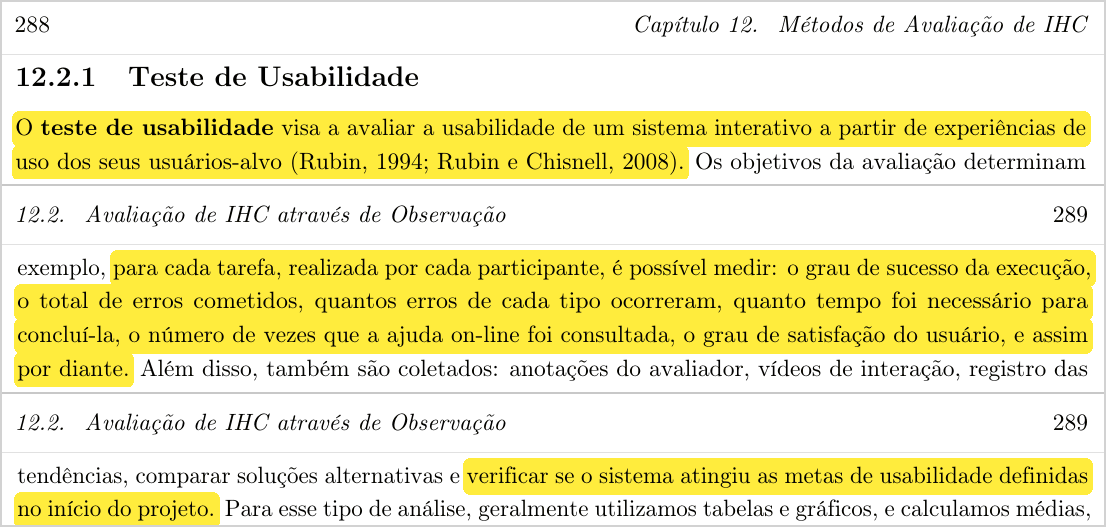 288 Capítulo 12. Métodos de Avaliação de IHC
12.2.1 Teste de Usabilidade
O teste de usabilidade visa a avaliar a usabilidade de um sistema interativo a partir de experiências de
uso dos seus usuários-alvo (Rubin, 1994; Rubin e Chisnell, 2008). Os objetivos da avaliação determinam
12.2. Avaliação de IHC através de Observação 289
exemplo, para cada tarefa, realizada por cada participante, é possível medir: o grau de sucesso da execução,
o total de erros cometidos, quantos erros de cada tipo ocorreram, quanto tempo foi necessário para
concluí-la, o número de vezes que a ajuda on-line foi consultada, o grau de satisfação do usuário, e assim
por diante. Além disso, também são coletados: anotações do avaliador, vídeos de interação, registro das
12.2. Avaliação de IHC através de Observação 289
tendências, comparar soluções alternativas e verificar se o sistema atingiu as metas de usabilidade definidas
no início do projeto. Para esse tipo de análise, geralmente utilizamos tabelas e gráficos, e calculamos médias,